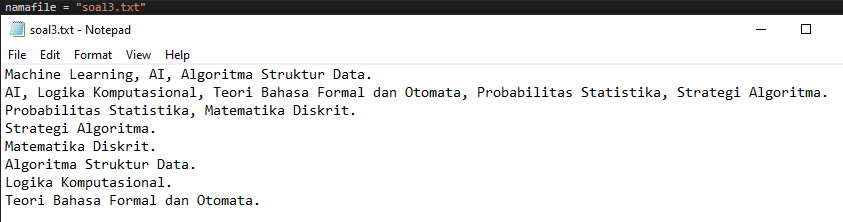 namafile = "soal3.txt"
soal3.txt - Notepad
File Edit Format View Help
Machine Learning, AI, Algoritma Struktur Data.
AI, Logika Komputasional, Teori Bahasa Formal dan Otomata, Probabilitas Statistika, Strategi Algoritma.
Probabilitas Statistika, Matematika Diskrit.
Strategi Algoritma.
Matematika Diskrit.
Algoritma Struktur Data.
Logika Komputasional.
Teori Bahasa Formal dan Otomata.